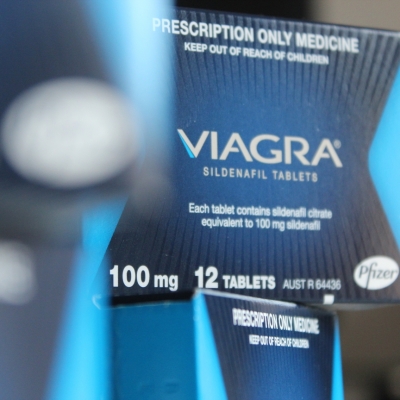 PRESCRIPTION ONLY MEDICINE
KEEP OUT OF REACH OF CHILDREN
VIAGRA®
SILDENAFIL TABLETS
Each tablet contains sildenafil citrate
equivalent to 100 mg sildenafil
100 mg 12 TABLETS AUST R 64436
Pfizer
Pfizer
PRESCRIPTION ONLY MEDICINE
KEEP OUT OF REACH OF CHILDREN